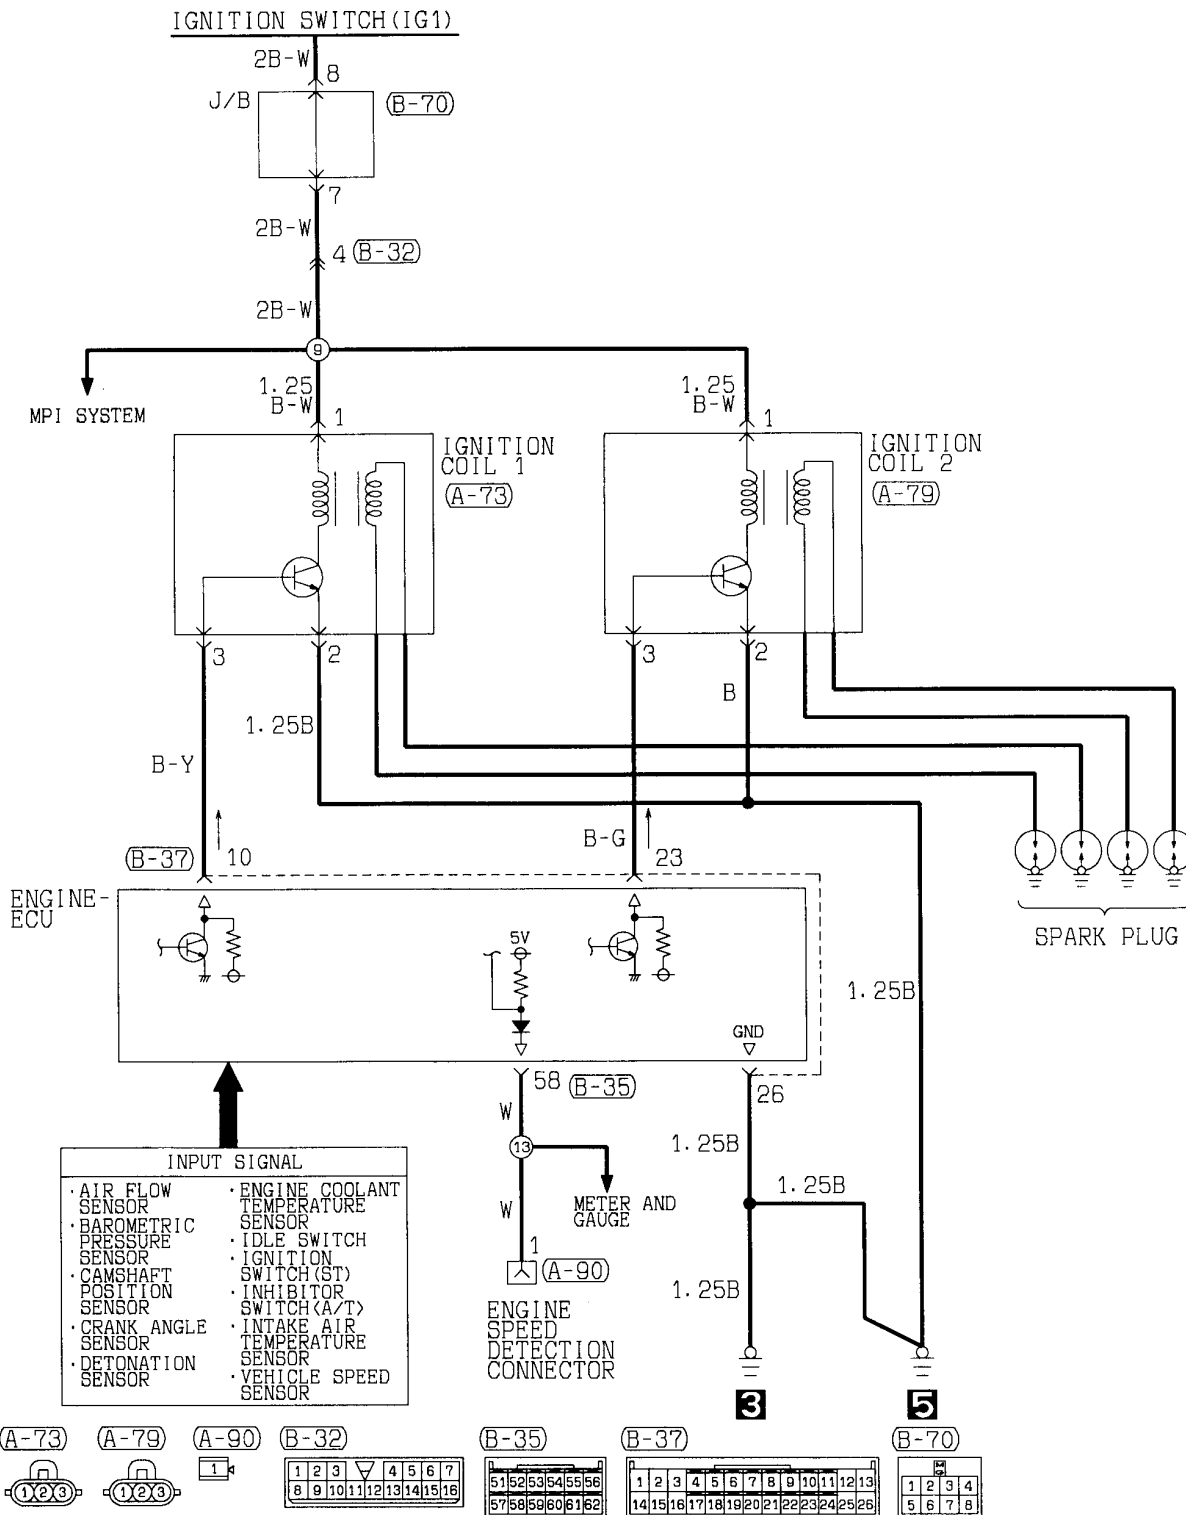 IGNITION SWITCH(IG1)
2B-W
8
J/B
B-70
7
2B-W
4
B-32
2B-W
9
MPI SYSTEM
1.25
B-W
1
1.25
B-W
1
IGNITION
COIL 1
A-73
IGNITION
COIL 2
A-79
3
2
3
2
B
1.25B
B-Y
B-G
B-37
10
23
ENGINE-
ECU
5V
GND
SPARK PLUG
1.25B
58
B-35
26
W
13
1.25B
1.25B
METER AND
GAUGE
W
1
A-90
1.25B
ENGINE
SPEED
DETECTION
CONNECTOR
3
5
INPUT SIGNAL
·AIR FLOW
SENSOR
·BAROMETRIC
PRESSURE
SENSOR
·CAMSHAFT
POSITION
SENSOR
·CRANK ANGLE
SENSOR
·DETONATION
SENSOR
·ENGINE COOLANT
TEMPERATURE
SENSOR
·IDLE SWITCH
·IGNITION
SWITCH(ST)
·INHIBITOR
SWITCH<A/T>
·INTAKE AIR
TEMPERATURE
SENSOR
·VEHICLE SPEED
SENSOR
A-73
1 2 3
A-79
1 2 3
A-90
1
B-32
1 2 3 4 5 6 7
8 9 10 11 12 13 14 15 16
B-35
51 52 53 54 55 56
57 58 59 60 61 62
B-37
1 2 3 4 5 6 7 8 9 10 11 12 13
14 15 16 17 18 19 20 21 22 23 24 25 26
B-70
1 2 3 4
5 6 7 8